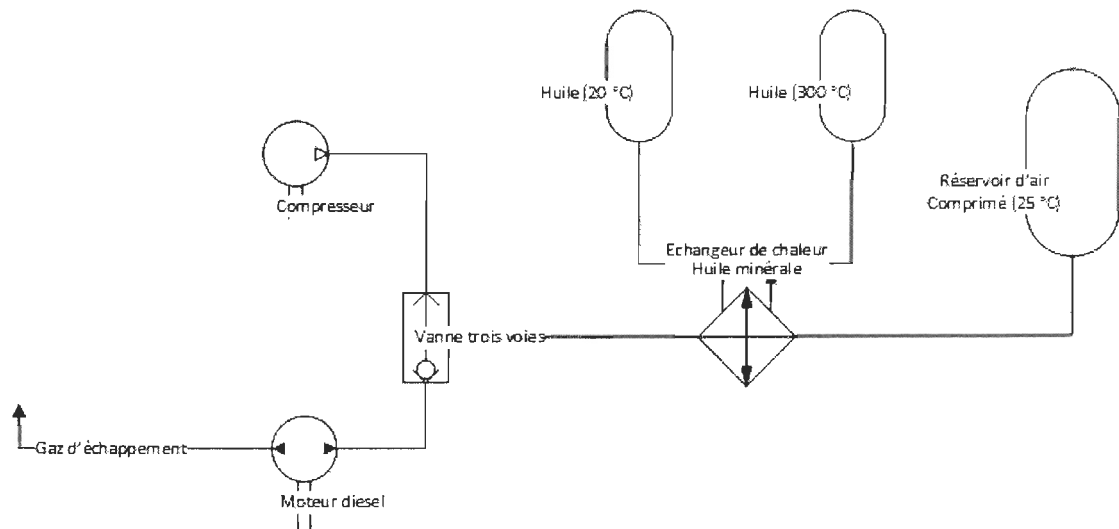 Huile (20 °C)
Huile (300 °C)
Réservoir d'air
Comprimé (25 °C)
Compresseur
Echangeur de chaleur
Huile minérale
Vanne trois voies
Gaz d'échappement
Moteur diesel